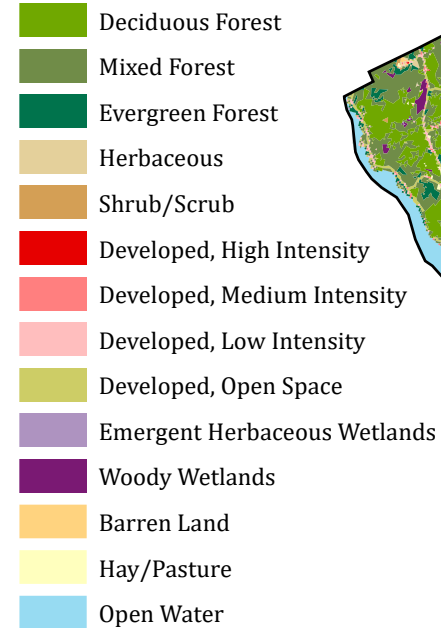 Deciduous Forest
Mixed Forest
Evergreen Forest
Herbaceous
Shrub/Scrub
Developed, High Intensity
Developed, Medium Intensity
Developed, Low Intensity
Developed, Open Space
Emergent Herbaceous Wetlands
Woody Wetlands
Barren Land
Hay/Pasture
Open Water